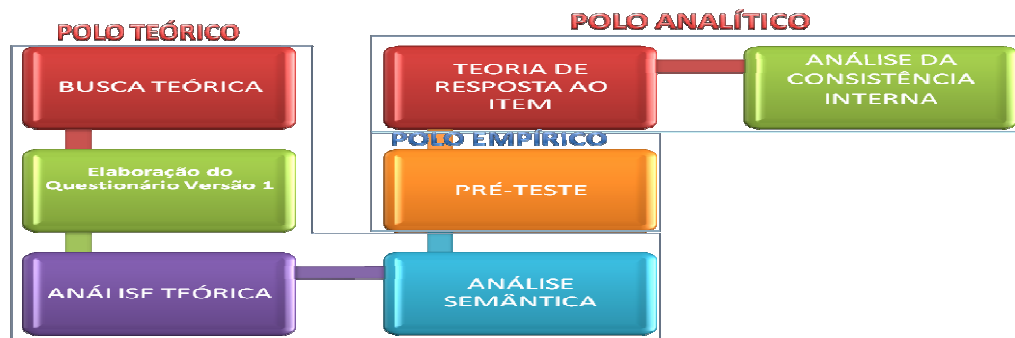 POLO TEÓRICO
BUSCA TEÓRICA
Elaboração do
Questionário Versão 1
ANÁLISE TEÓRICA
ANÁLISE
SEMÂNTICA
POLO EMPÍRICO
PRÉ-TESTE
POLO ANALÍTICO
TEORIA DE
RESPOSTA AO
ITEM
ANÁLISE DA
CONSISTÊNCIA
INTERNA